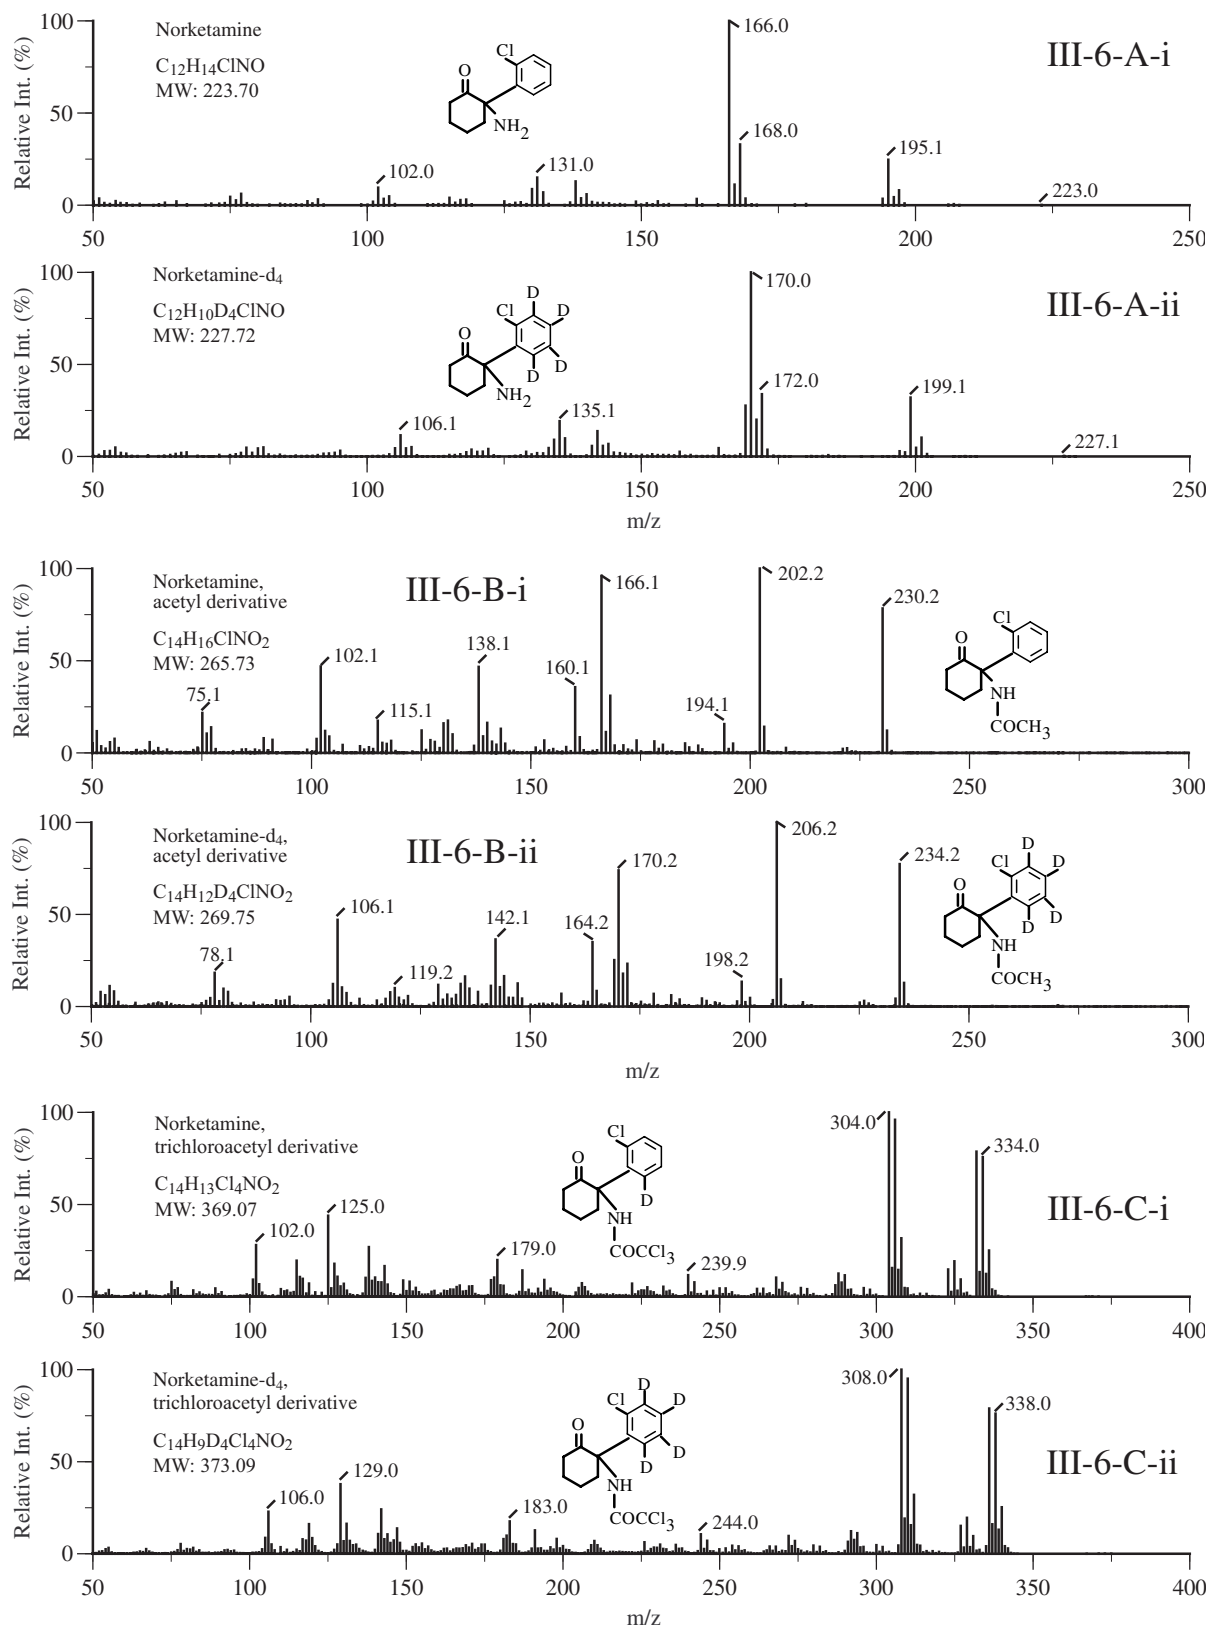 Relative Int. (%)
100
50
0
Norketamine
C12H14ClNO
MW: 223.70
O
Cl
NH2
III-6-A-i
102.0
131.0
166.0
168.0
195.1
223.0
50 100 150 200 250
Relative Int. (%)
100
50
0
Norketamine-d4
C12H10D4ClNO
MW: 227.72
O
Cl
D
D
D
D
NH2
III-6-A-ii
106.1
135.1
170.0
172.0
199.1
227.1
50 100 150 200 250
m/z
Relative Int. (%)
100
50
0
Norketamine,
acetyl derivative
C14H16ClNO2
MW: 265.73
III-6-B-i
75.1
102.1
115.1
138.1
160.1
166.1
194.1
202.2
230.2
O
Cl
NH
COCH3
50 100 150 200 250 300
Relative Int. (%)
100
50
0
Norketamine-d4,
acetyl derivative
C14H12D4ClNO2
MW: 269.75
III-6-B-ii
78.1
106.1
119.2
142.1
164.2
170.2
198.2
206.2
234.2
O
Cl
D
D
D
D
NH
COCH3
50 100 150 200 250 300
m/z
Relative Int. (%)
100
50
0
Norketamine,
trichloroacetyl derivative
C14H13Cl4NO2
MW: 369.07
102.0
125.0
179.0
239.9
304.0
334.0
O
Cl
D
NH
COCCl3
III-6-C-i
50 100 150 200 250 300 350 400
Relative Int. (%)
100
50
0
Norketamine-d4,
trichloroacetyl derivative
C14H9D4Cl4NO2
MW: 373.09
106.0
129.0
183.0
244.0
308.0
338.0
O
Cl
D
D
D
D
NH
COCCl3
III-6-C-ii
50 100 150 200 250 300 350 400
m/z